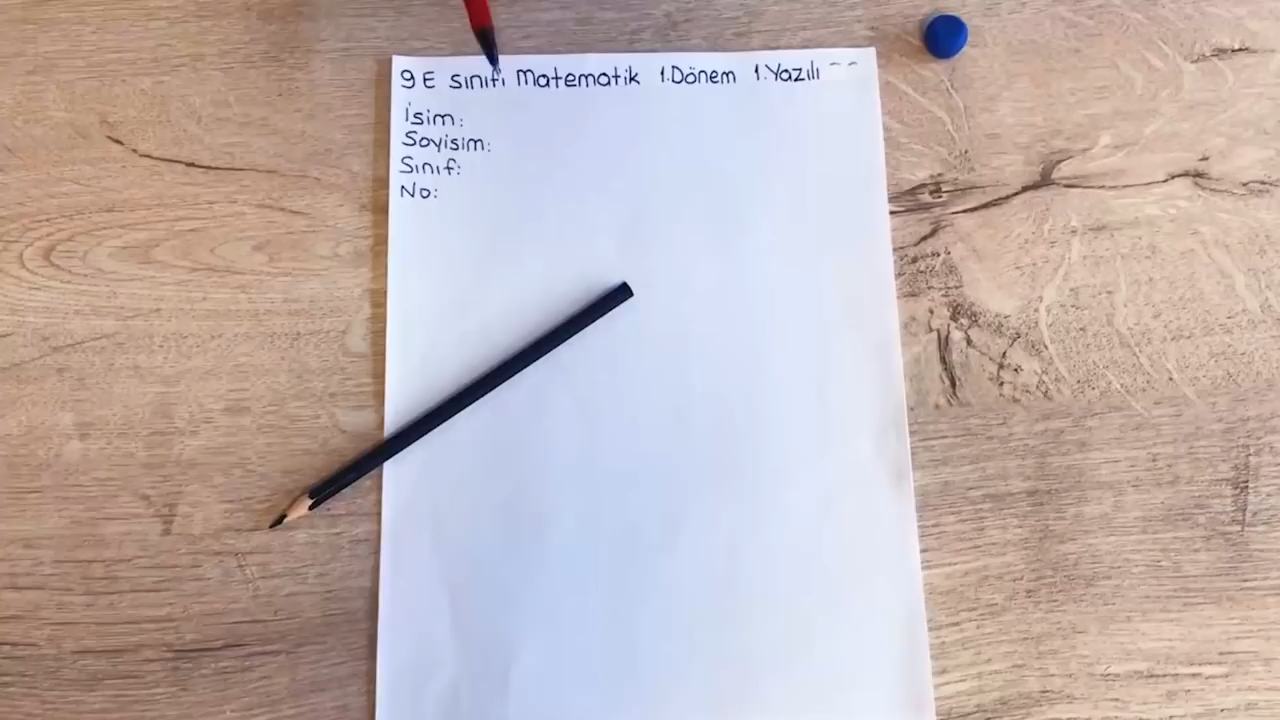 9 E sınıfı Matematik 1.Dönem 1.Yazılı
İsim:
Soyisim:
Sınıf:
No: